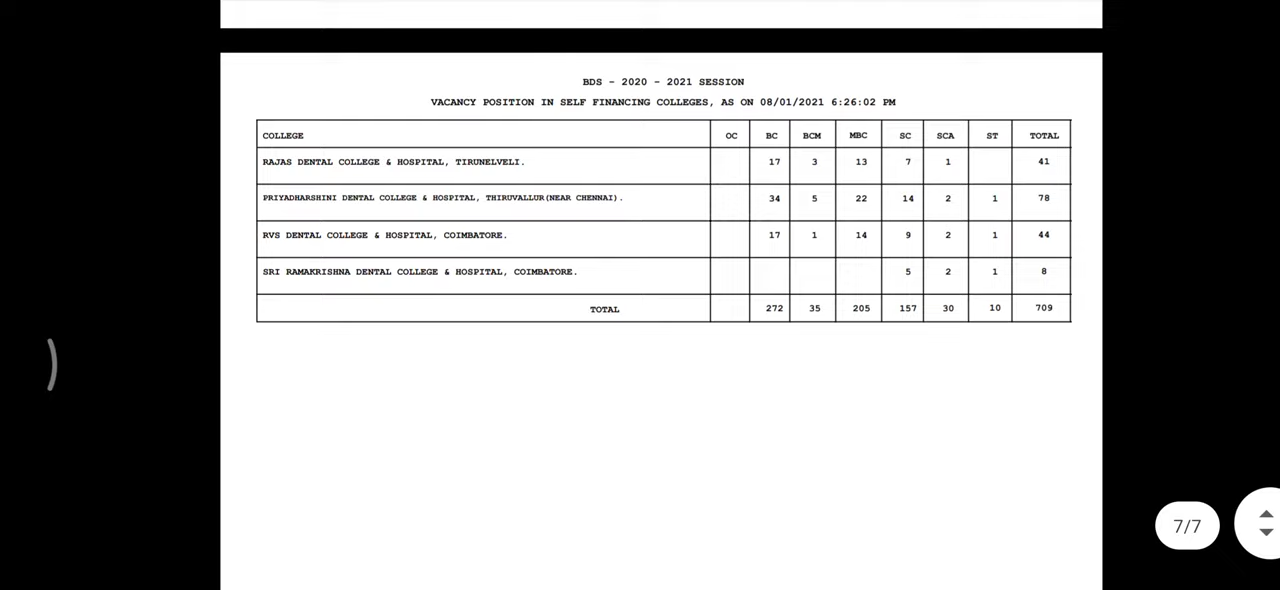 BDS - 2020 - 2021 SESSION
VACANCY POSITION IN SELF FINANCING COLLEGES, AS ON 08/01/2021 6:26:02 PM
COLLEGE OC BC BCM MBC SC SCA ST TOTAL
RAJAS DENTAL COLLEGE & HOSPITAL, TIRUNELVELI. 17 3 13 7 1 41
PRIYADHARSHINI DENTAL COLLEGE & HOSPITAL, THIRUVALLUR(NEAR CHENNAI). 34 5 22 14 2 1 78
RVS DENTAL COLLEGE & HOSPITAL, COIMBATORE. 17 1 14 9 2 1 44
SRI RAMAKRISHNA DENTAL COLLEGE & HOSPITAL, COIMBATORE. 5 2 1 8
TOTAL 272 35 205 157 30 10 709
7/7